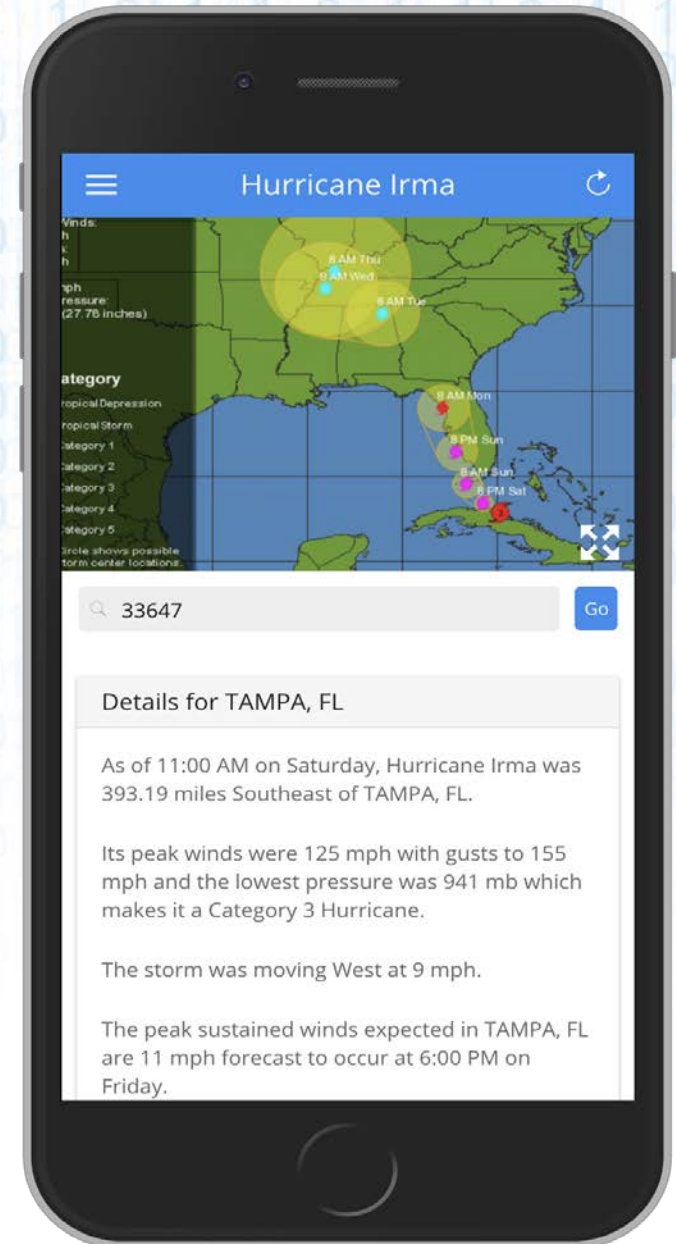 Hurricane Irma
Winds:
h
h
mph
ressure:
(27.78 inches)
ategory
ropical Depression
ropical Storm
ategory 1
ategory 2
ategory 3
ategory 4
ategory 5
ircle shows possible
torm center locations.
8 AM Thu
8 AM Wed
8 AM Tue
8 AM Mon
8 PM Sun
8 AM Sun
8 PM Sat
3
33647
Go
Details for TAMPA, FL
As of 11:00 AM on Saturday, Hurricane Irma was
393.19 miles Southeast of TAMPA, FL.
Its peak winds were 125 mph with gusts to 155
mph and the lowest pressure was 941 mb which
makes it a Category 3 Hurricane.
The storm was moving West at 9 mph.
The peak sustained winds expected in TAMPA, FL
are 11 mph forecast to occur at 6:00 PM on
Friday.